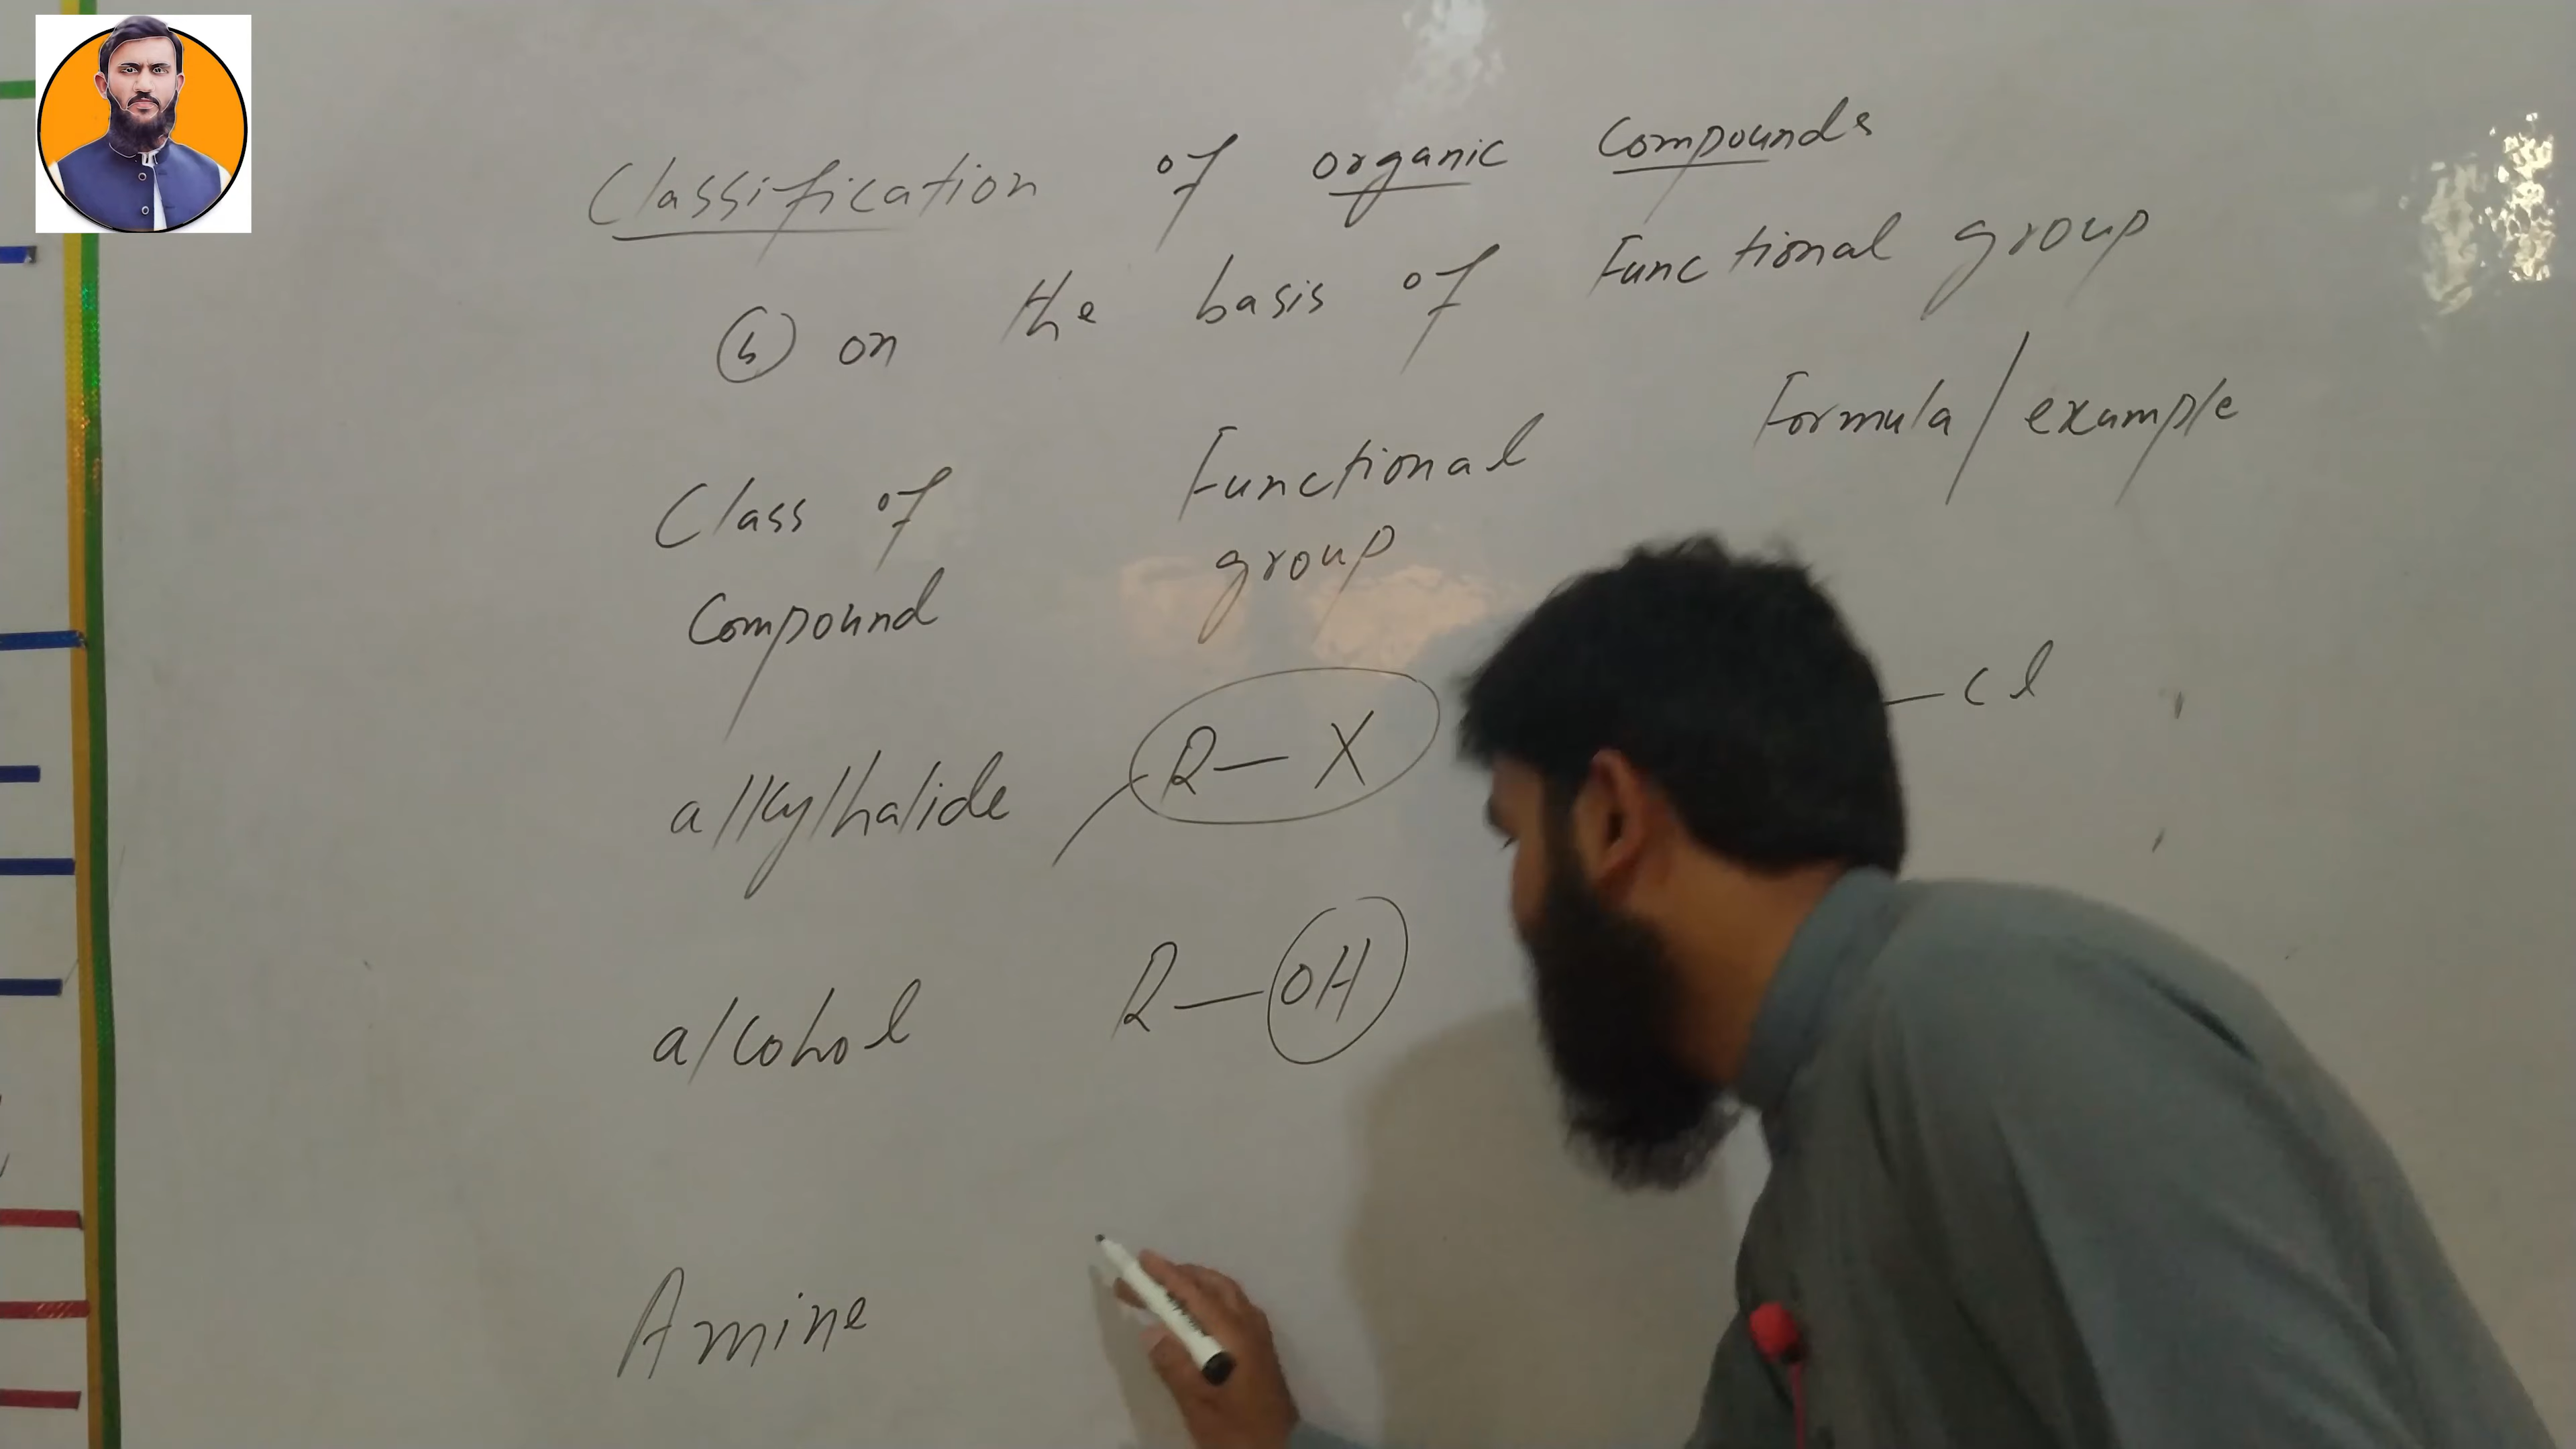 Classification of organic Compounds
(b) on the basis of Functional group
Class of Compound
Functional group
Formula / example
alkylhalide R — X — Cl
alcohol R — OH
Amine